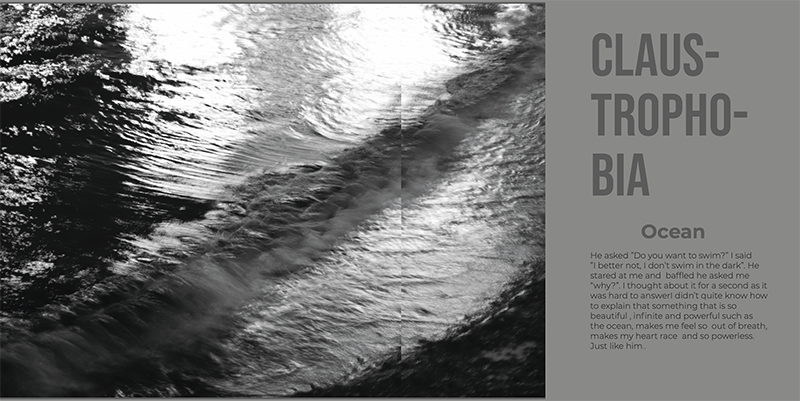 CLAUS-
TROPHO-
BIA
Ocean
He asked "Do you want to swim?" I said
"I better not, I don't swim in the dark". He
stared at me and  baffled he asked me
"why?". I thought about it for a second as it
was hard to answerI didn't quite know how
to explain that something that is so
beautiful , infinite and powerful such as
the ocean, makes me feel so  out of breath,
makes my heart race  and so powerless.
Just like him .